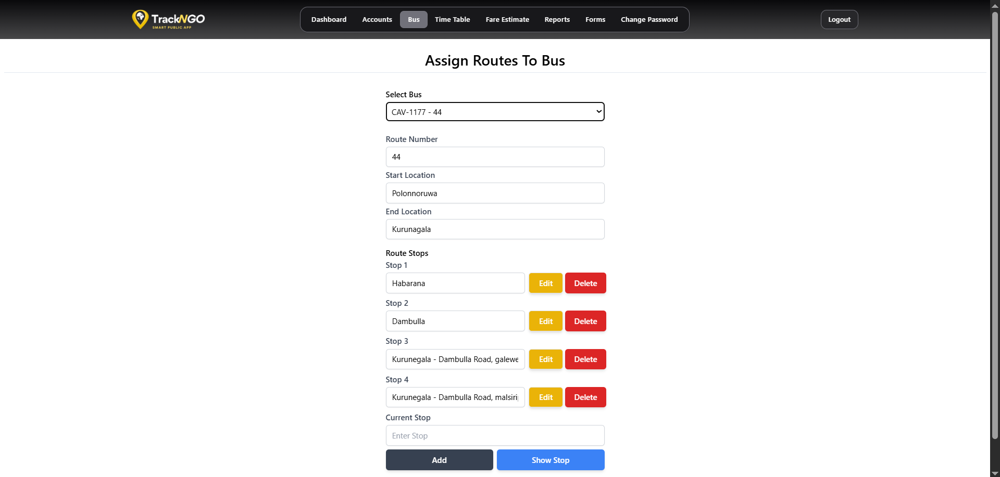 TrackNGO
SMART PUBLIC APP
Dashboard
Accounts
Bus
Time Table
Fare Estimate
Reports
Forms
Change Password
Logout
Assign Routes To Bus
Select Bus
CAV-1177 - 44
Route Number
44
Start Location
Polonnoruwa
End Location
Kurunagala
Route Stops
Stop 1
Habarana
Edit
Delete
Stop 2
Dambulla
Edit
Delete
Stop 3
Kurunegala - Dambulla Road, galewe
Edit
Delete
Stop 4
Kurunegala - Dambulla Road, malsiri
Edit
Delete
Current Stop
Enter Stop
Add
Show Stop